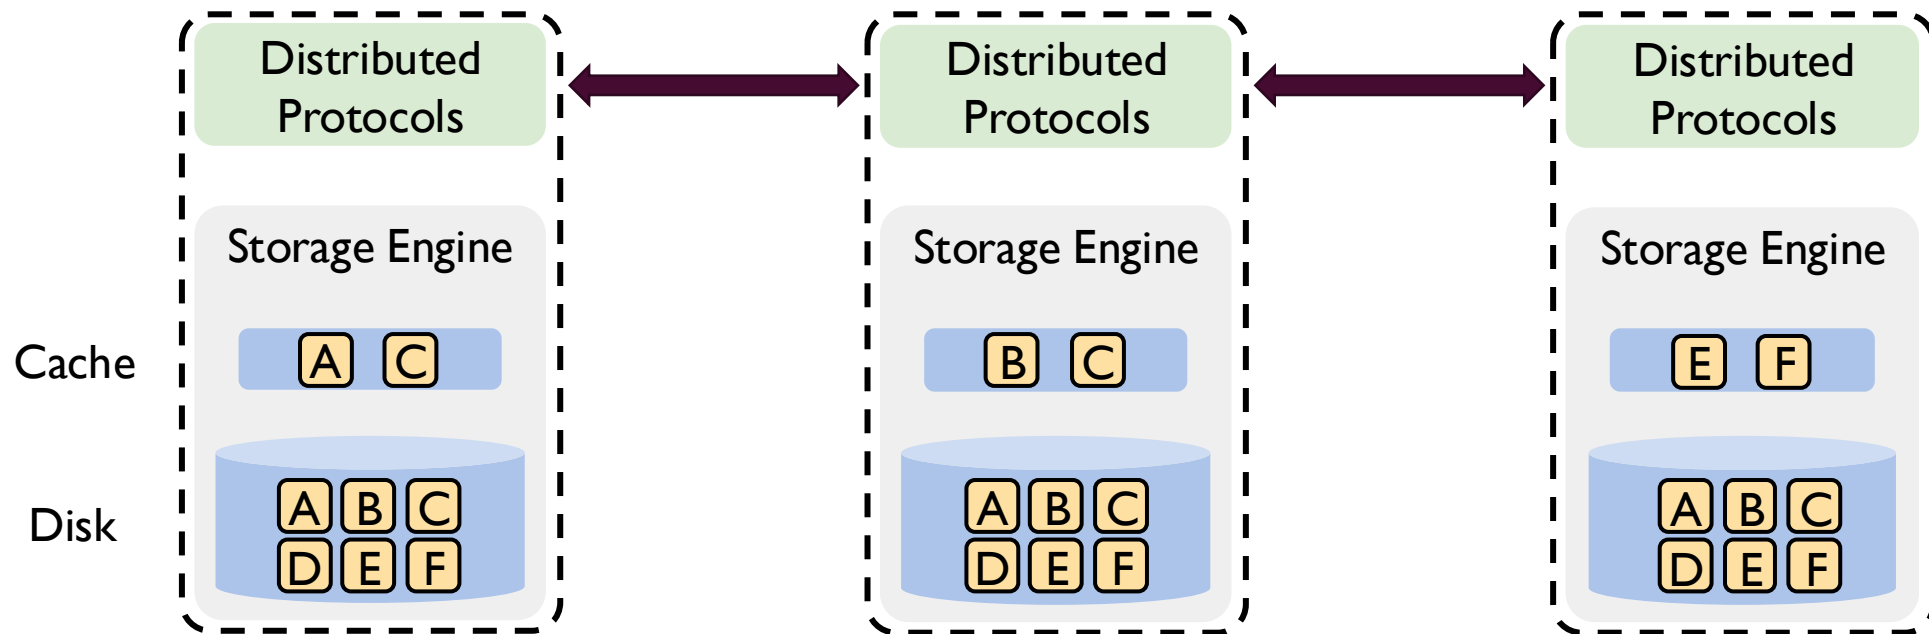 Distributed
Protocols
Distributed
Protocols
Distributed
Protocols
Storage Engine
Storage Engine
Storage Engine
Cache
A C
B C
E F
Disk
A B C
D E F
A B C
D E F
A B C
D E F